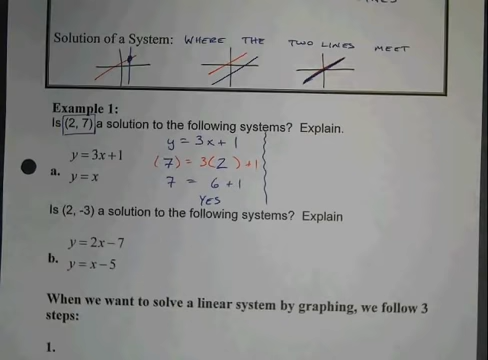 Solution of a System: WHERE THE TWO LINES MEET
Example 1:
Is (2, 7) a solution to the following systems? Explain.
y = 3x + 1
y = 3x+1
(7) = 3(2) + 1
a. y = x
7 = 6 + 1
YES
Is (2, -3) a solution to the following systems? Explain
y = 2x – 7
b. y = x – 5
When we want to solve a linear system by graphing, we follow 3
steps:
1.